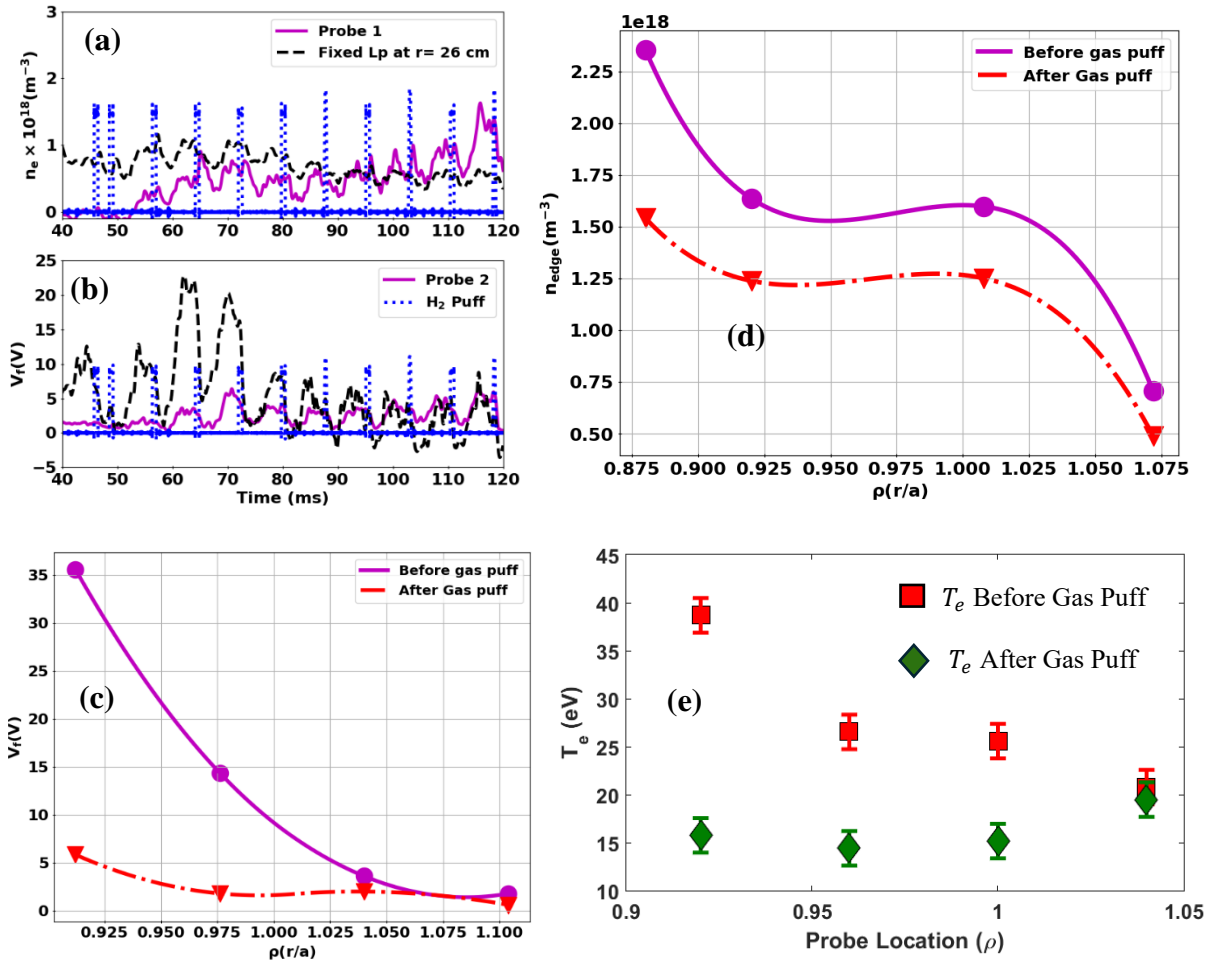 (a)
Probe 1
Fixed Lp at r= 26 cm
nₑ × 10¹⁸(m⁻³)
3
2
1
0
40 50 60 70 80 90 100 110 120
(b)
Probe 2
H₂ Puff
V_f(V)
25
20
15
10
5
0
−5
40 50 60 70 80 90 100 110 120
Time (ms)
1e18
Before gas puff
After Gas puff
(d)
n_edge(m⁻³)
2.25
2.00
1.75
1.50
1.25
1.00
0.75
0.50
0.875 0.900 0.925 0.950 0.975 1.000 1.025 1.050 1.075
ρ(r/a)
Before gas puff
After Gas puff
(c)
V_f(V)
35
30
25
20
15
10
5
0
0.925 0.950 0.975 1.000 1.025 1.050 1.075 1.100
ρ(r/a)
Tₑ Before Gas Puff
Tₑ After Gas Puff
(e)
T_e (eV)
45
40
35
30
25
20
15
10
0.9 0.95 1 1.05
Probe Location (ρ)